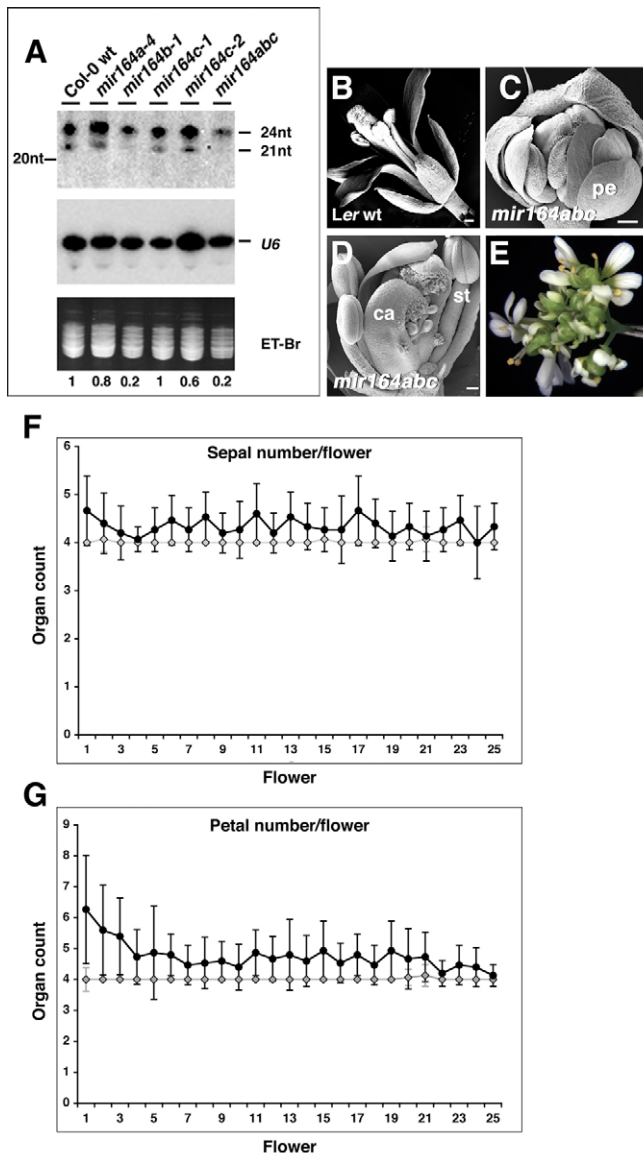 A
Col-0 wt
mir164a-4
mir164b-1
mir164c-1
mir164c-2
mir164abc
24nt
21nt
20nt
U6
ET-Br
1 0.8 0.2 1 0.6 0.2
B
Ler wt
C
pe
mir164abc
D
ca
st
mir164abc
E
F
Sepal number/flower
6
5
4
3
2
1
0
Organ count
1 3 5 7 9 11 13 15 17 19 21 23 25
Flower
G
Petal number/flower
9
8
7
6
5
4
3
2
1
0
Organ count
1 3 5 7 9 11 13 15 17 19 21 23 25
Flower